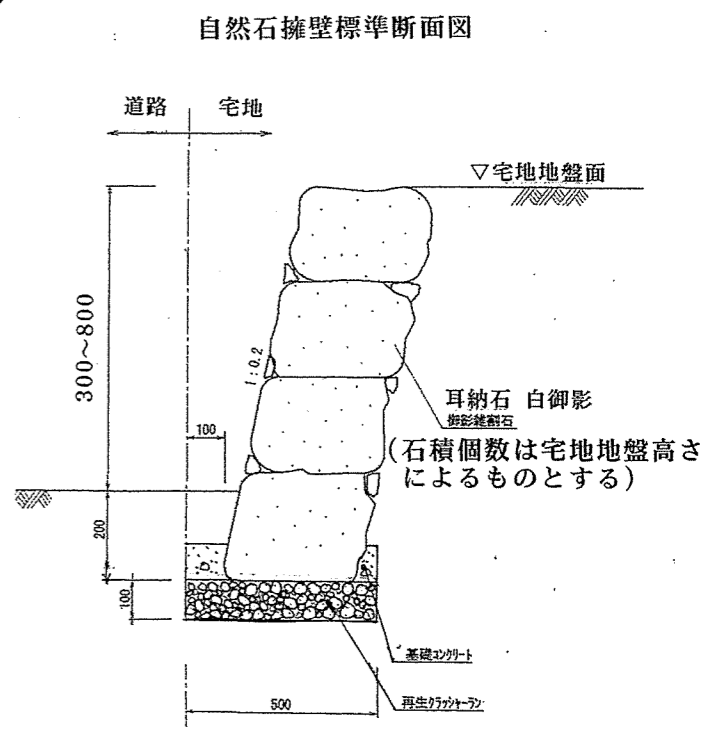 自然石擁壁標準断面図
道路 宅地
▽宅地地盤面
300~800
1:0.2
耳納石 白御影
御影雑割石
100
(石積個数は宅地地盤高さ
によるものとする)
200
100
基礎コンクリート
500
再生クラッシャーラン